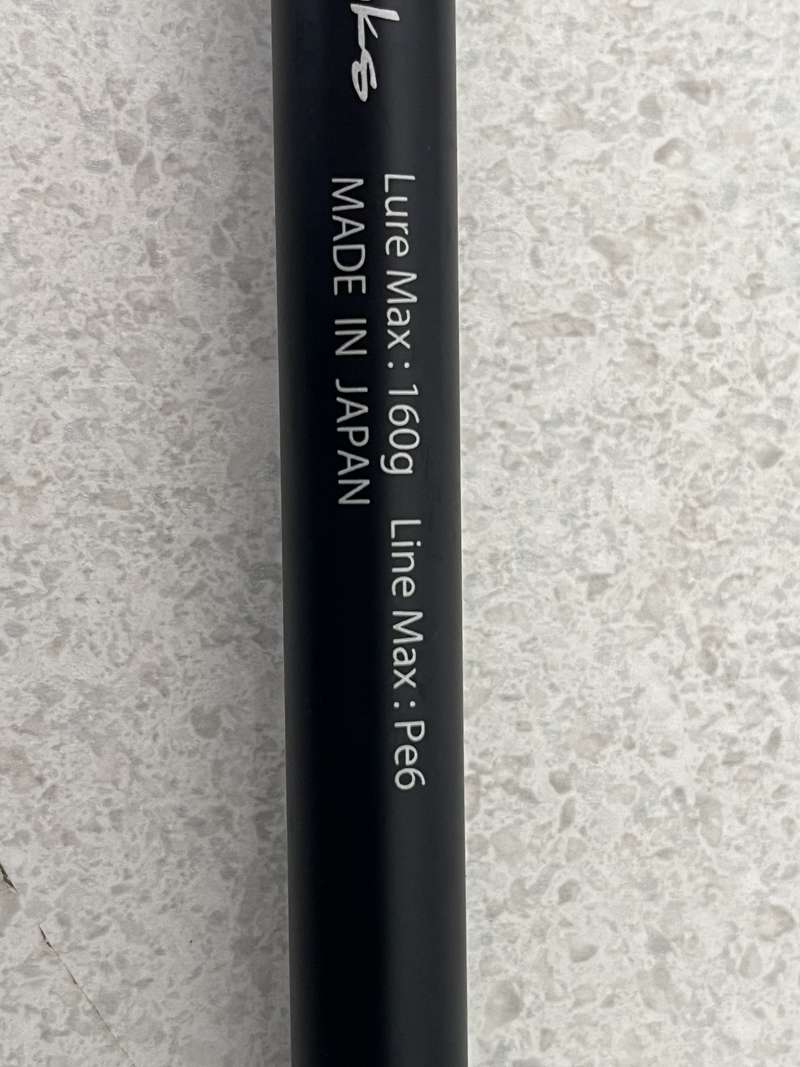 Lure Max : 160g Line Max : Pe6
MADE IN JAPAN